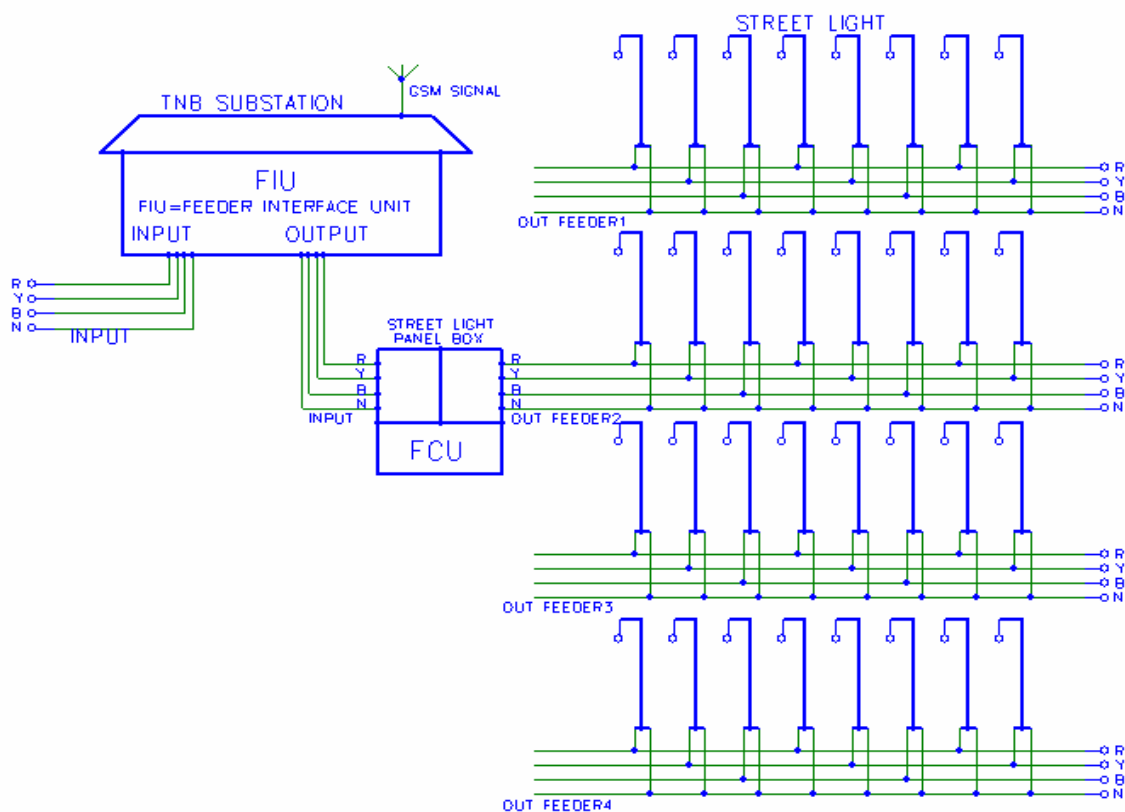 STREET LIGHT
GSM SIGNAL
TNB SUBSTATION
FIU
FIU=FEEDER INTERFACE UNIT
INPUT
OUTPUT
R
Y
B
N
INPUT
STREET LIGHT
PANEL BOX
R
Y
B
N
INPUT
FCU
R
Y
B
N
OUT FEEDER1
R
Y
B
N
R
Y
B
N
OUT FEEDER2
R
Y
B
N
OUT FEEDER3
R
Y
B
N
OUT FEEDER4